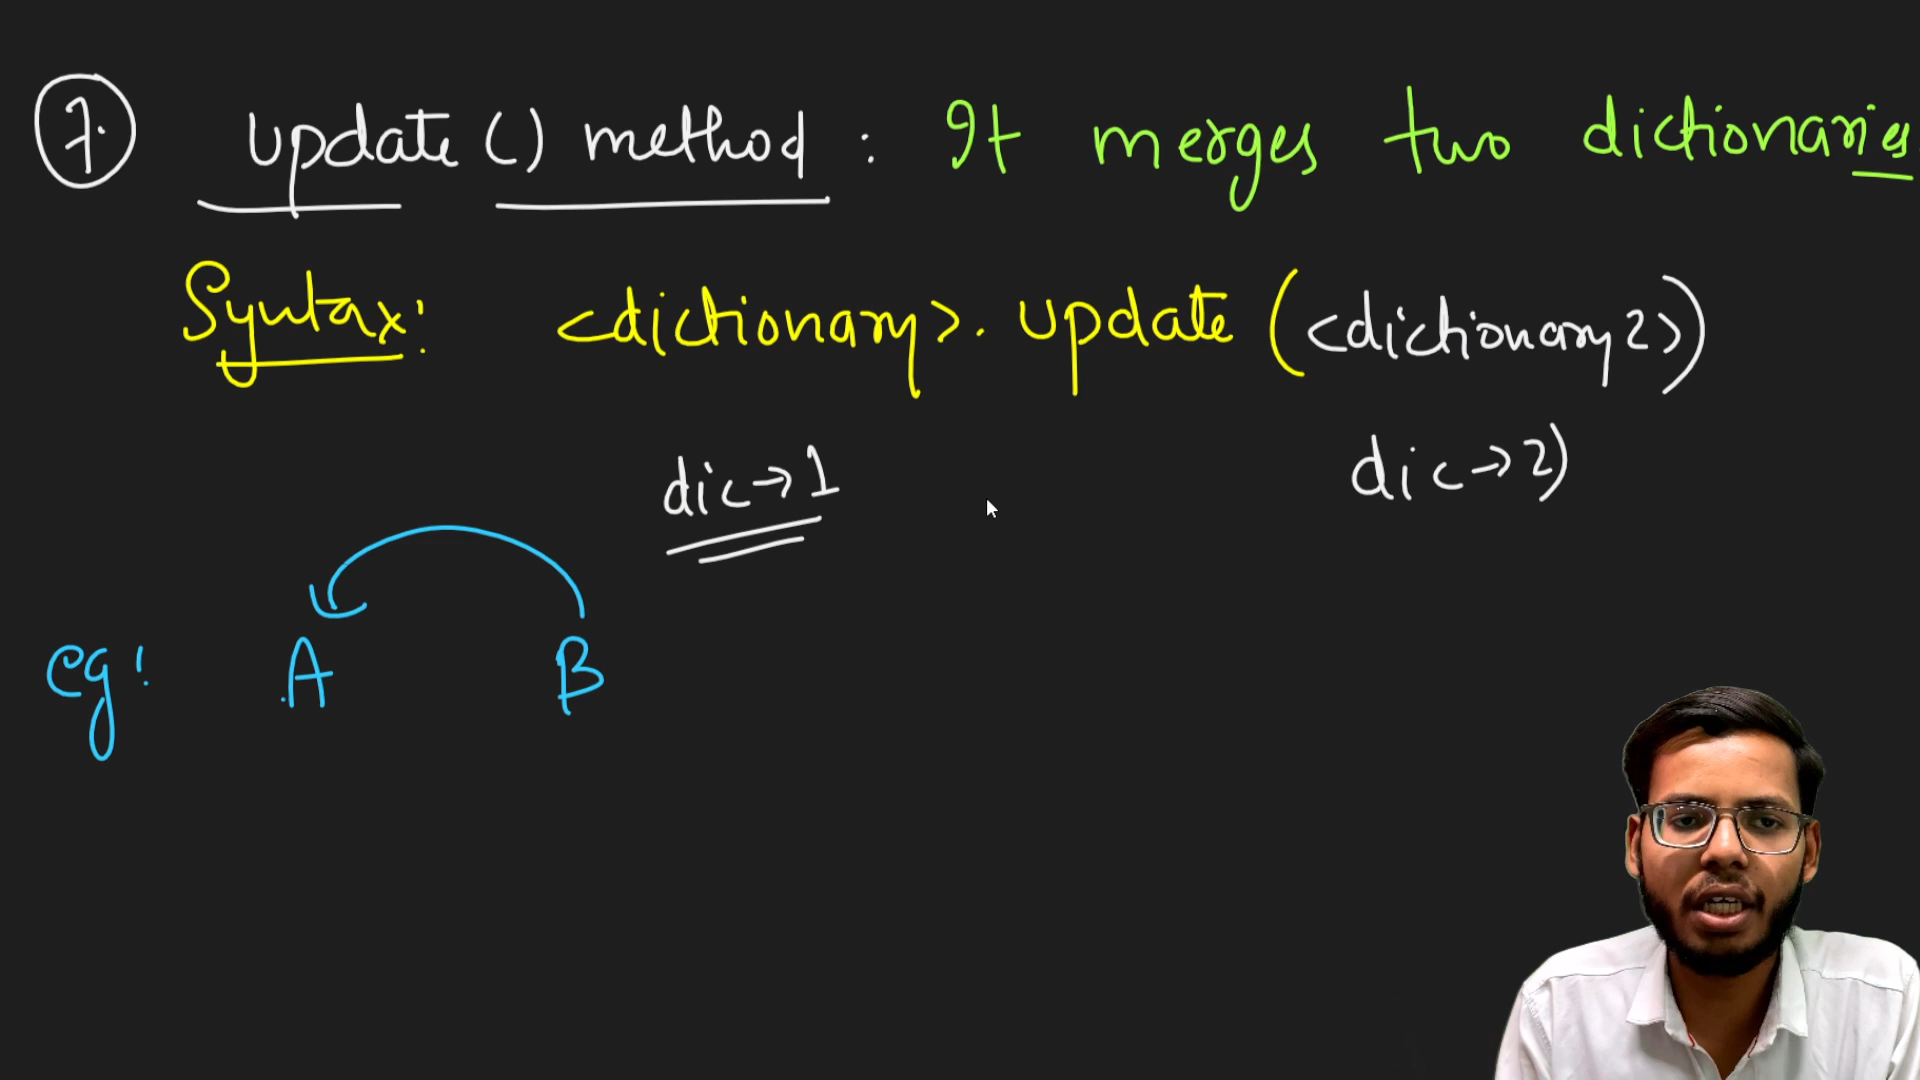 7. update () method : It merges two dictionaries
Syntax: <dictionary>. update (<dictionary2>)
dic→1 dic→2)
eg: A B